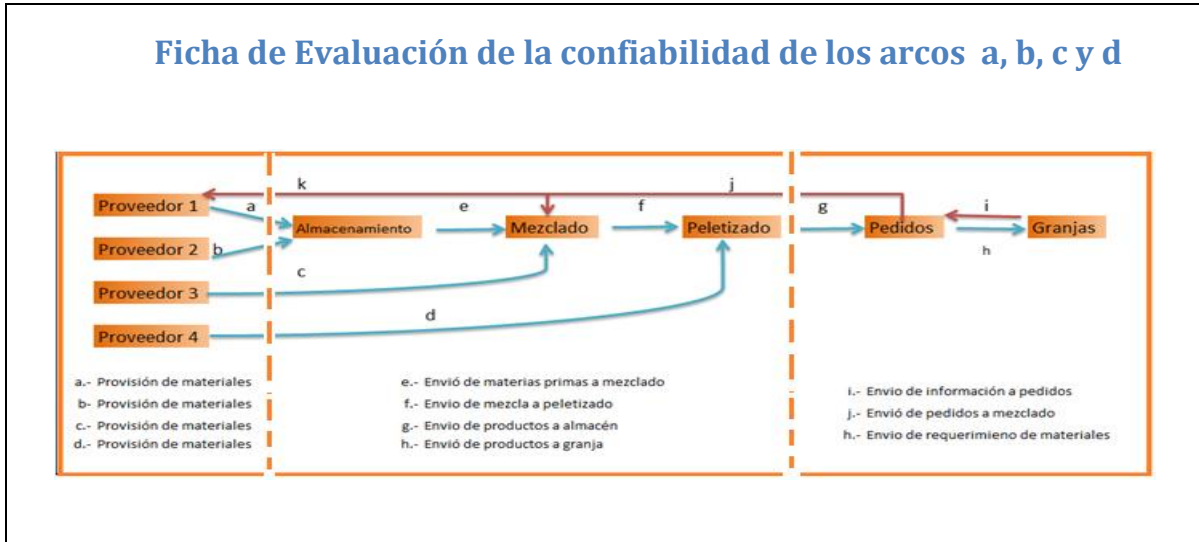 Ficha de Evaluación de la confiabilidad de los arcos a, b, c y d
k
j
Proveedor 1
a
e
f
g
i
Almacenamiento
Mezclado
Peletizado
Pedidos
Granjas
Proveedor 2
b
h
c
Proveedor 3
d
Proveedor 4
a.- Provisión de materiales
b- Provisión de materiales
c.- Provisión de materiales
d.- Provisión de materiales
e.- Envió de materias primas a mezclado
f.- Envio de mezcla a peletizado
g.- Envio de productos a almacén
h.- Envió de productos a granja
i.- Envio de información a pedidos
j.- Envió de pedidos a mezclado
h.- Envio de requerimieno de materiales